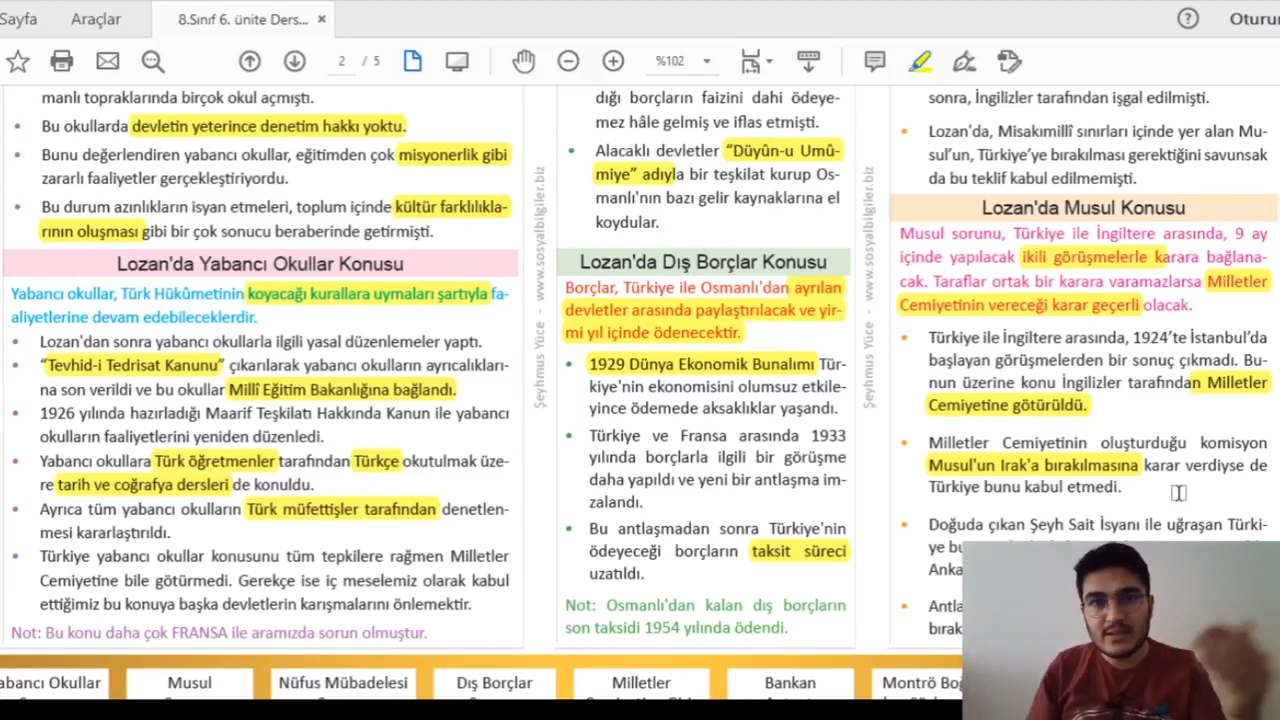 Sayfa
Araçlar
8.Sınıf 6. ünite Ders...
×
?
Oturun
2 / 5
%102
manlı topraklarında birçok okul açmıştı.
• Bu okullarda devletin yeterince denetim hakkı yoktu.
• Bunu değerlendiren yabancı okullar, eğitimden çok misyonerlik gibi
zararlı faaliyetler gerçekleştiriyordu.
• Bu durum azınlıkların isyan etmeleri, toplum içinde kültür farklılıkla-
rının oluşması gibi bir çok sonucu beraberinde getirmişti.
Lozan'da Yabancı Okullar Konusu
Yabancı okullar, Türk Hükûmetinin koyacağı kurallara uymaları şartıyla fa-
aliyetlerine devam edebileceklerdir.
• Lozan'dan sonra yabancı okullarla ilgili yasal düzenlemeler yaptı.
• “Tevhid-i Tedrisat Kanunu” çıkarılarak yabancı okulların ayrıcalıkları-
na son verildi ve bu okullar Millî Eğitim Bakanlığına bağlandı.
• 1926 yılında hazırladığı Maarif Teşkilatı Hakkında Kanun ile yabancı
okulların faaliyetlerini yeniden düzenledi.
• Yabancı okullara Türk öğretmenler tarafından Türkçe okutulmak üze-
re tarih ve coğrafya dersleri de konuldu.
• Ayrıca tüm yabancı okulların Türk müfettişler tarafından denetlen-
mesi kararlaştırıldı.
• Türkiye yabancı okullar konusunu tüm tepkilere rağmen Milletler
Cemiyetine bile götürmedi. Gerekçe ise iç meselemiz olarak kabul
ettiğimiz bu konuya başka devletlerin karışmalarını önlemektir.
Not: Bu konu daha çok FRANSA ile aramızda sorun olmuştur.
Şeyhmus Yüce - www.sosyalbilgiler.biz
dığı borçların faizini dahi ödeye-
mez hâle gelmiş ve iflas etmişti.
• Alacaklı devletler “Düyûn-u Umû-
miye” adıyla bir teşkilat kurup Os-
manlı'nın bazı gelir kaynaklarına el
koydular.
Lozan'da Dış Borçlar Konusu
Borçlar, Türkiye ile Osmanlı'dan ayrılan
devletler arasında paylaştırılacak ve yir-
mi yıl içinde ödenecektir.
• 1929 Dünya Ekonomik Bunalımı Tür-
kiye'nin ekonomisini olumsuz etkile-
yince ödemede aksaklıklar yaşandı.
• Türkiye ve Fransa arasında 1933
yılında borçlarla ilgili bir görüşme
daha yapıldı ve yeni bir antlaşma im-
zalandı.
• Bu antlaşmadan sonra Türkiye'nin
ödeyeceği borçların taksit süreci
uzatıldı.
Not: Osmanlı'dan kalan dış borçların
son taksidi 1954 yılında ödendi.
Şeyhmus Yüce - www.sosyalbilgiler.biz
sonra, İngilizler tarafından işgal edilmişti.
• Lozan'da, Misakımillî sınırları içinde yer alan Mu-
sul'un, Türkiye'ye bırakılması gerektiğini savunsak
da bu teklif kabul edilmemişti.
Lozan'da Musul Konusu
Musul sorunu, Türkiye ile İngiltere arasında, 9 ay
içinde yapılacak ikili görüşmelerle karara bağlana-
cak. Taraflar ortak bir karara varamazlarsa Milletler
Cemiyetinin vereceği karar geçerli olacak.
• Türkiye ile İngiltere arasında, 1924'te İstanbul'da
başlayan görüşmelerden bir sonuç çıkmadı. Bu-
nun üzerine konu İngilizler tarafından Milletler
Cemiyetine götürüldü.
• Milletler Cemiyetinin oluşturduğu komisyon
Musul'un Irak'a bırakılmasına karar verdiyse de
Türkiye bunu kabul etmedi.
• Doğuda çıkan Şeyh Sait İsyanı ile uğraşan Türki-
ye bu
Anka
• Antla
bırak
abancı Okullar
Musul
Nüfus Mübadelesi
Dış Borçlar
Milletler
Bankan
Montrö Boğ